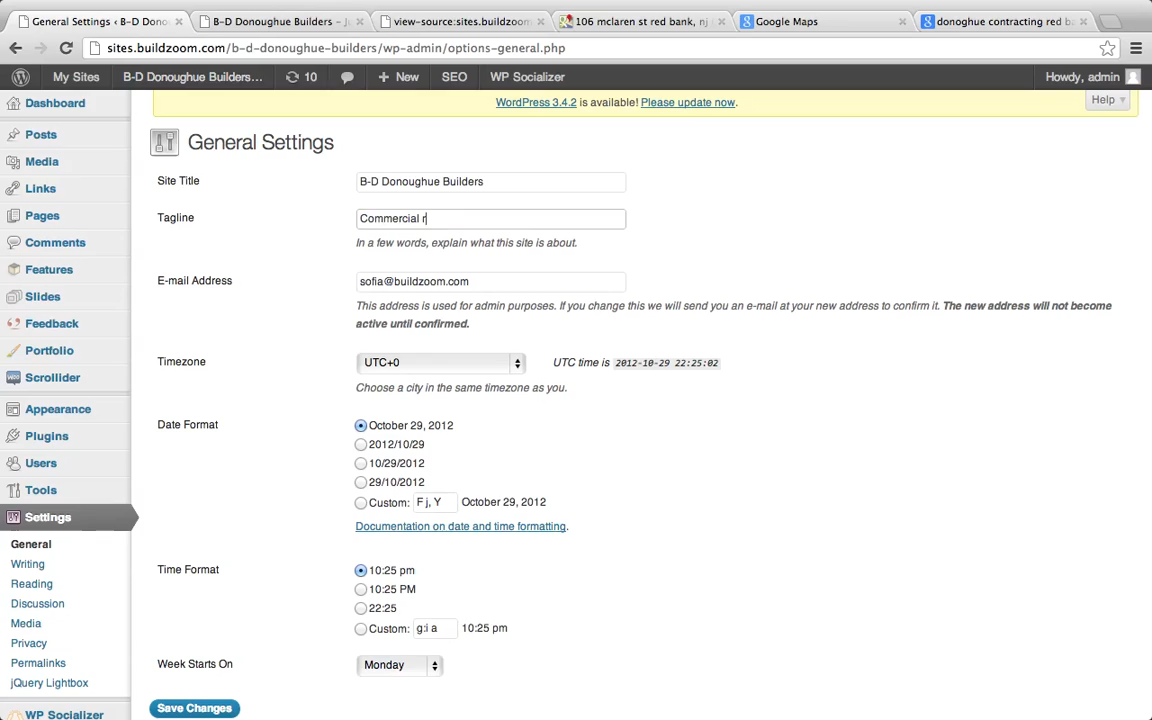 General Settings ‹ B-D Dono
B-D Donoughue Builders – J
view-source:sites.buildzoom
106 mclaren st red bank, nj
Google Maps
donoghue contracting red ba
sites.buildzoom.com/b-d-donoughue-builders/wp-admin/options-general.php
My Sites
B-D Donoughue Builders…
10
New
SEO
WP Socializer
Howdy, admin
WordPress 3.4.2 is available! Please update now.
Help
Dashboard
Posts
Media
Links
Pages
Comments
Features
Slides
Feedback
Portfolio
Scrollider
Appearance
Plugins
Users
Tools
Settings
General
Writing
Reading
Discussion
Media
Privacy
Permalinks
jQuery Lightbox
WP Socializer
General Settings
Site Title
B-D Donoughue Builders
Tagline
Commercial r
In a few words, explain what this site is about.
E-mail Address
sofia@buildzoom.com
This address is used for admin purposes. If you change this we will send you an e-mail at your new address to confirm it. The new address will not become
active until confirmed.
Timezone
UTC+0
UTC time is 2012-10-29 22:25:02
Choose a city in the same timezone as you.
Date Format
October 29, 2012
2012/10/29
10/29/2012
29/10/2012
Custom: F j, Y October 29, 2012
Documentation on date and time formatting.
Time Format
10:25 pm
10:25 PM
22:25
Custom: g:i a 10:25 pm
Week Starts On
Monday
Save Changes